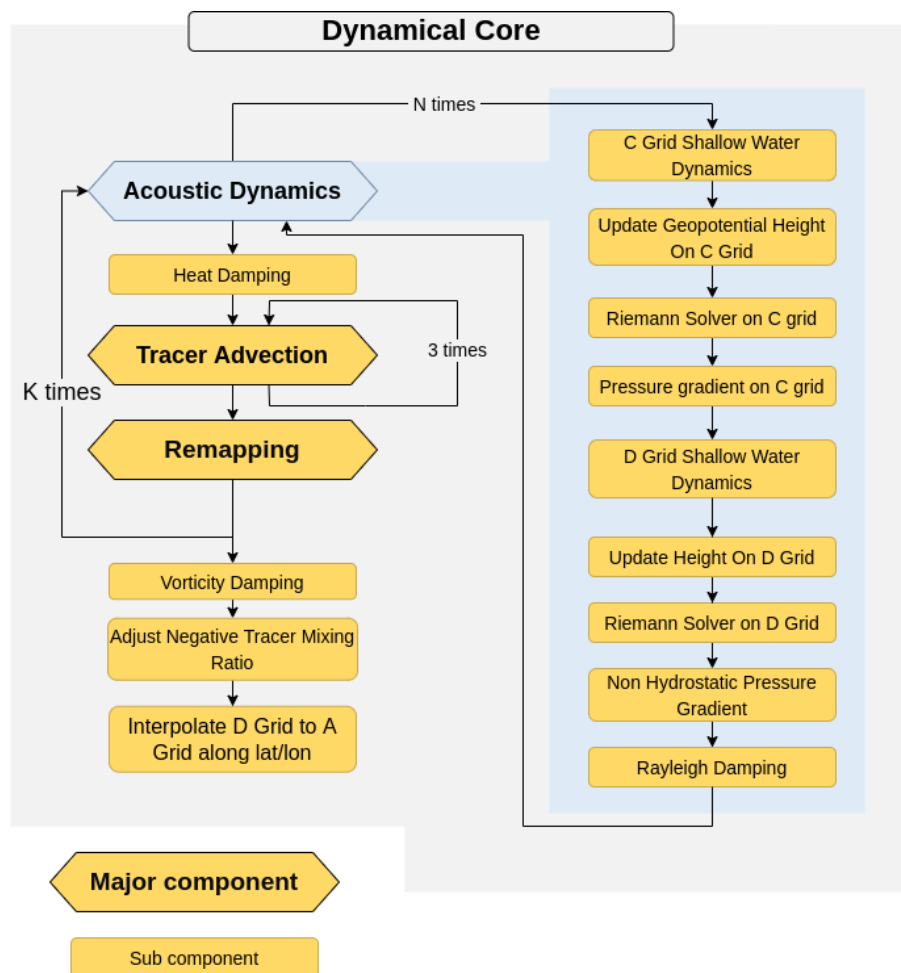 Dynamical Core
N times
Acoustic Dynamics
Heat Damping
Tracer Advection
3 times
K times
Remapping
Vorticity Damping
Adjust Negative Tracer Mixing
Ratio
Interpolate D Grid to A
Grid along lat/lon
C Grid Shallow Water
Dynamics
Update Geopotential Height
On C Grid
Riemann Solver on C grid
Pressure gradient on C grid
D Grid Shallow Water
Dynamics
Update Height On D Grid
Riemann Solver on D Grid
Non Hydrostatic Pressure
Gradient
Rayleigh Damping
Major component
Sub component